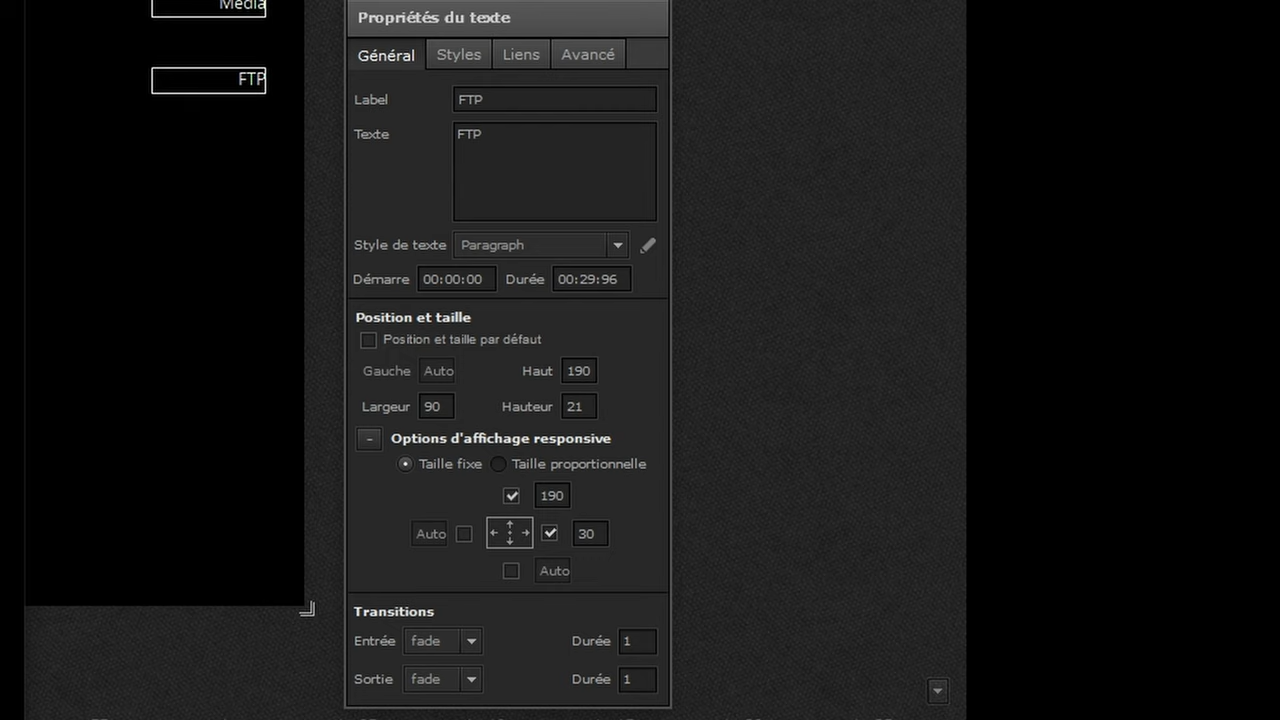 Media
FTP
Propriétés du texte
Général Styles Liens Avancé
Label FTP
Texte FTP
Style de texte Paragraph
Démarre 00:00:00 Durée 00:29:96
Position et taille
Position et taille par défaut
Gauche Auto Haut 190
Largeur 90 Hauteur 21
- Options d'affichage responsive
Taille fixe Taille proportionnelle
190
Auto 30
Auto
Transitions
Entrée fade Durée 1
Sortie fade Durée 1